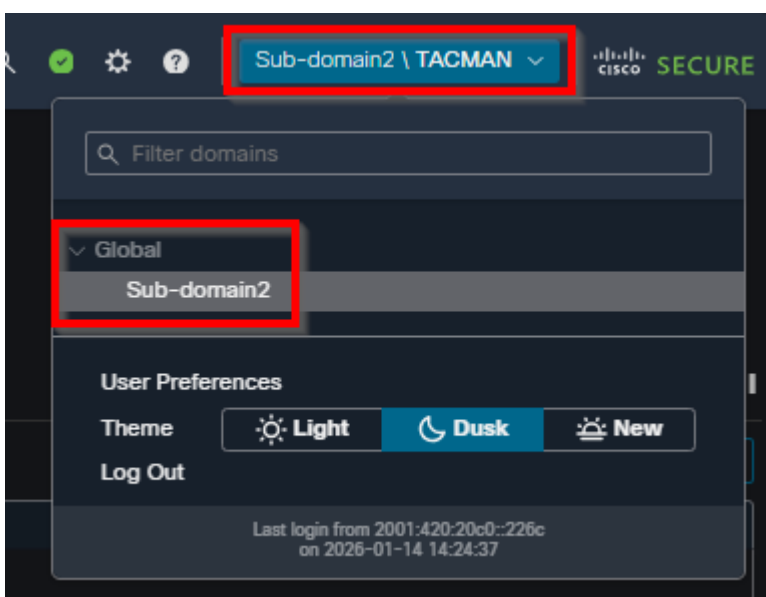 Sub-domain2 \ TACMAN
cisco SECURE
Filter domains
Global
Sub-domain2
User Preferences
Theme Light Dusk New
Log Out
Last login from 2001:420:20c0::226c
on 2026-01-14 14:24:37